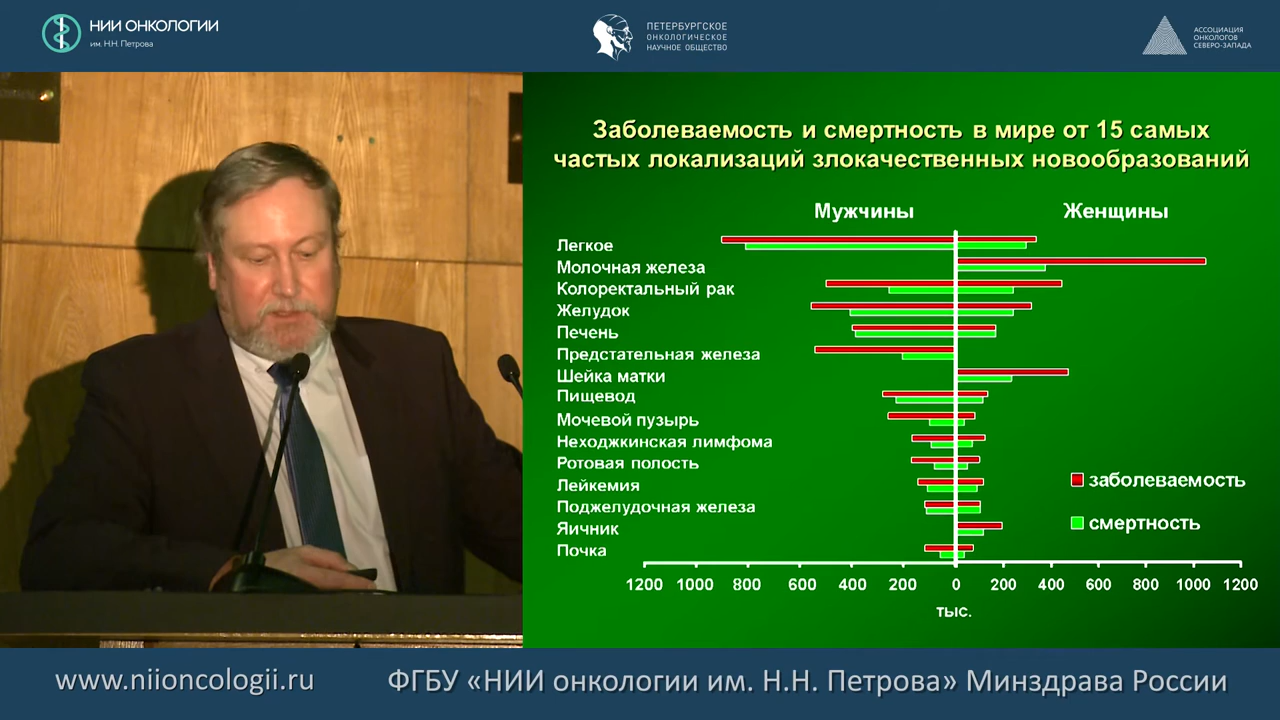 НИИ ОНКОЛОГИИ
им. Н.Н. Петрова
ПЕТЕРБУРГСКОЕ
ОНКОЛОГИЧЕСКОЕ
НАУЧНОЕ ОБЩЕСТВО
АССОЦИАЦИЯ
ОНКОЛОГОВ
СЕВЕРО-ЗАПАДА
Заболеваемость и смертность в мире от 15 самых
частых локализаций злокачественных новообразований
Мужчины Женщины
Легкое
Молочная железа
Колоректальный рак
Желудок
Печень
Предстательная железа
Шейка матки
Пищевод
Мочевой пузырь
Неходжкинская лимфома
Ротовая полость
Лейкемия
Поджелудочная железа
Яичник
Почка
заболеваемость
смертность
1200 1000 800 600 400 200 0 200 400 600 800 1000 1200
тыс.
www.niioncologii.ru
ФГБУ «НИИ онкологии им. Н.Н. Петрова» Минздрава России